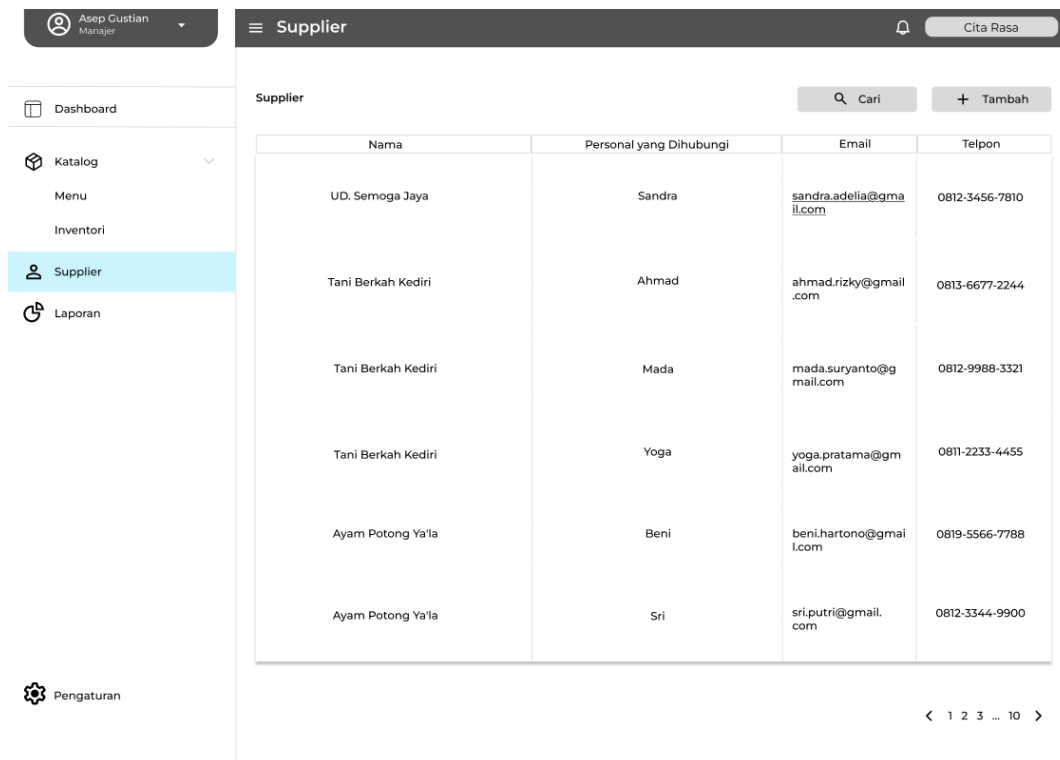 Asep Gustian
Manajer
Supplier
Cita Rasa
Dashboard
Katalog
Menu
Inventori
Supplier
Laporan
Pengaturan
Supplier
Cari
+ Tambah
Nama Personal yang Dihubungi Email Telpon
UD. Semoga Jaya Sandra sandra.adelia@gma 0812-3456-7810
il.com
Tani Berkah Kediri Ahmad ahmad.rizky@gmail 0813-6677-2244
.com
Tani Berkah Kediri Mada mada.suryanto@g 0812-9988-3321
mail.com
Tani Berkah Kediri Yoga yoga.pratama@gm 0811-2233-4455
ail.com
Ayam Potong Ya'la Beni beni.hartono@gmai 0819-5566-7788
l.com
Ayam Potong Ya'la Sri sri.putri@gmail. 0812-3344-9900
com
1 2 3 ... 10